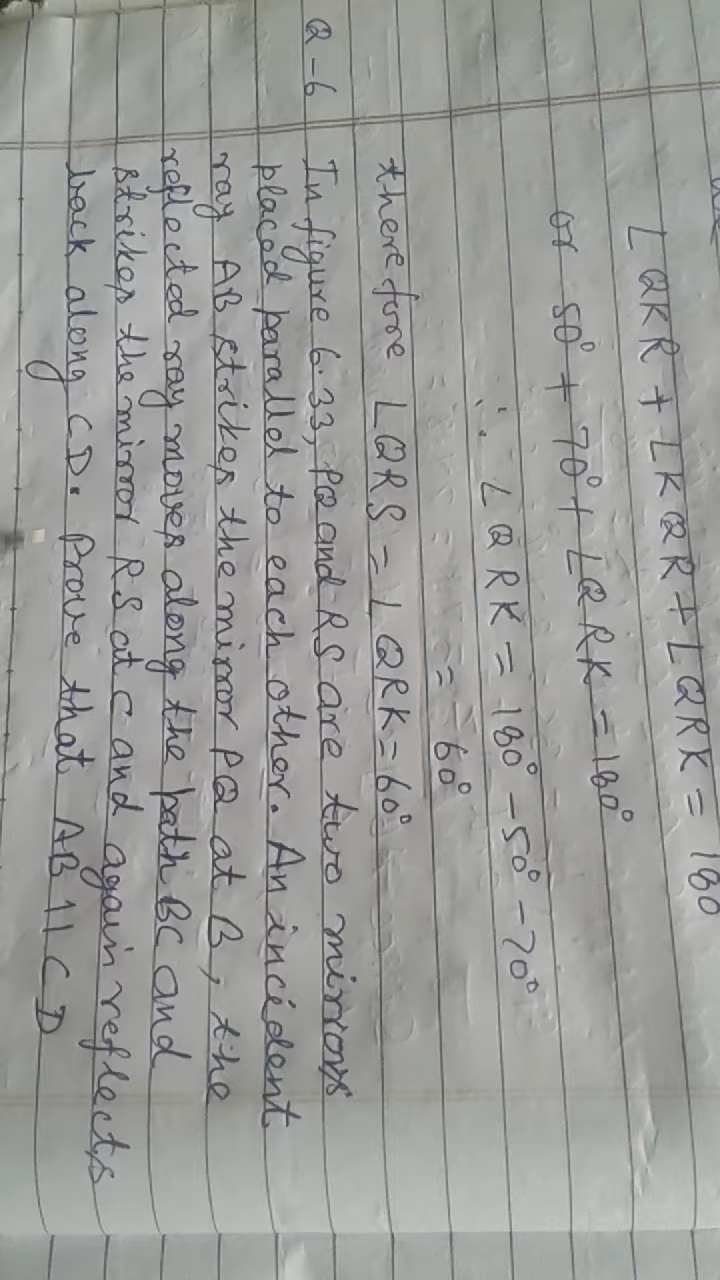 ∠QKR + ∠KQR + ∠QRK = 180
or 50° + 70° + ∠QRK = 180°
∴ ∠QRK = 180° - 50° - 70°
= 60°
therefore ∠QRS = ∠QRK = 60°
Q-6 In figure 6.33, PQ and RS are two mirrors
placed parallel to each other. An incident
ray AB strikes the mirror PQ at B, the
reflected ray moves along the path BC and
strikes the mirror RS at C and again reflects
back along CD. Prove that AB || CD